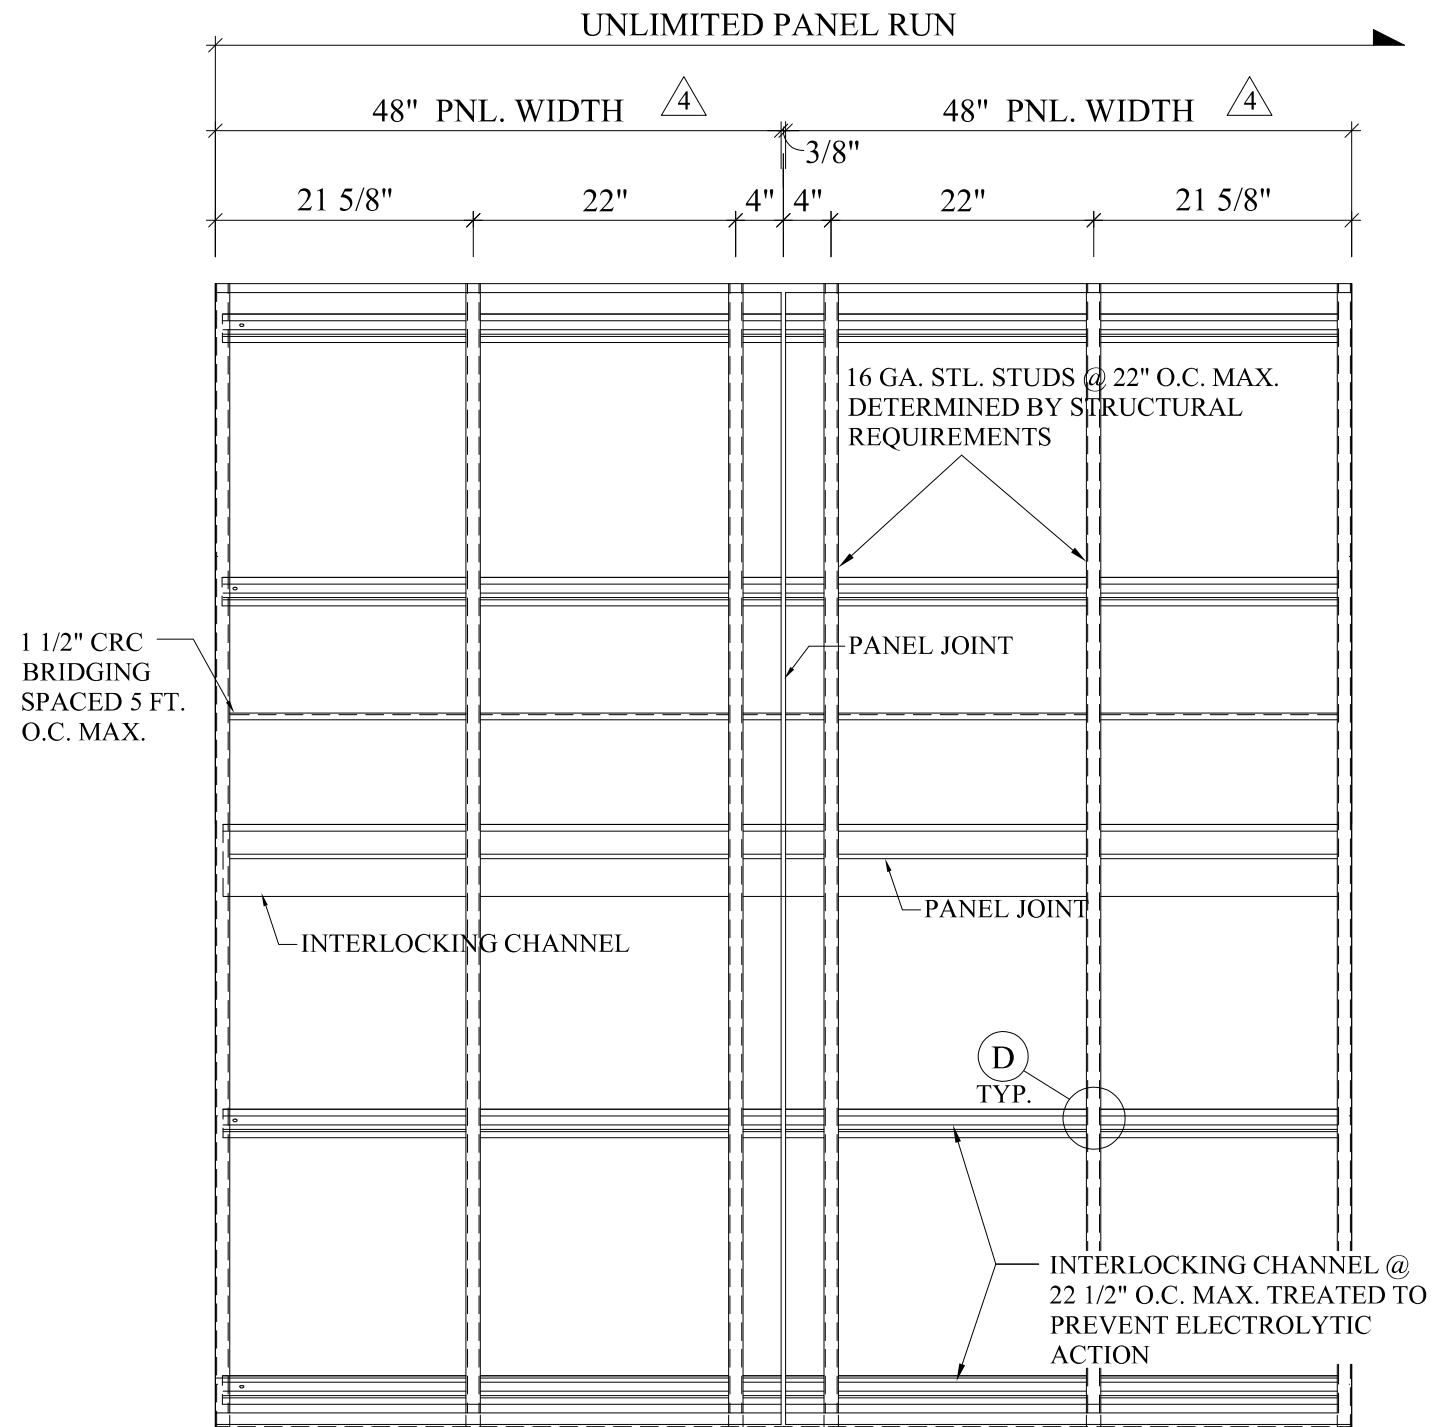 UNLIMITED PANEL RUN
48" PNL. WIDTH 4
48" PNL. WIDTH 4
3/8"
21 5/8" 22" 4" 4" 22" 21 5/8"
16 GA. STL. STUDS @ 22" O.C. MAX.
DETERMINED BY STRUCTURAL
REQUIREMENTS
1 1/2" CRC
BRIDGING
SPACED 5 FT.
O.C. MAX.
PANEL JOINT
PANEL JOINT
INTERLOCKING CHANNEL
D
TYP.
INTERLOCKING CHANNEL @
22 1/2" O.C. MAX. TREATED TO
PREVENT ELECTROLYTIC
ACTION